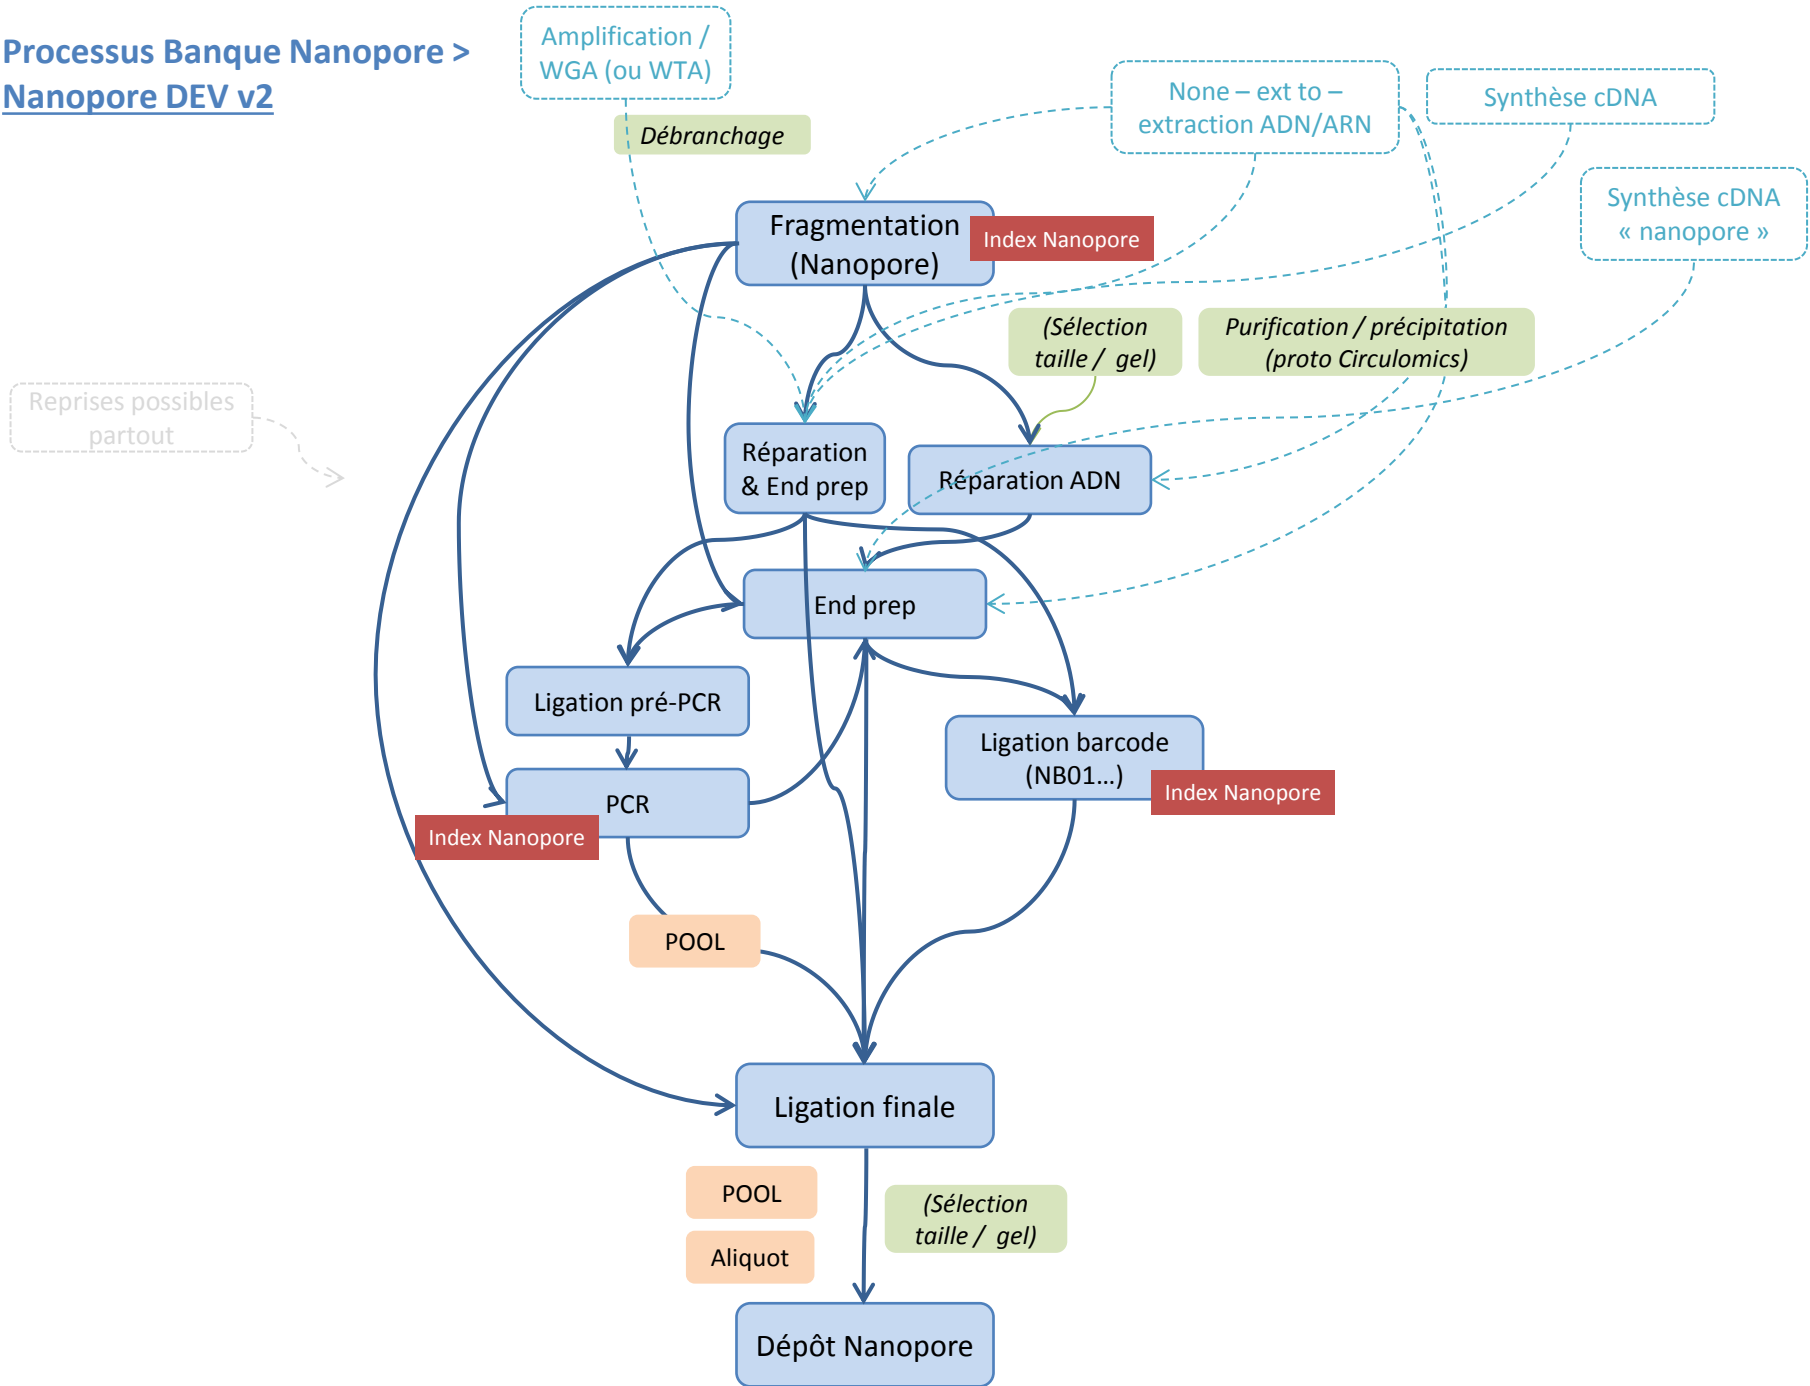 Processus Banque Nanopore >
Nanopore DEV v2
Amplification /
WGA (ou WTA)
Débranchage
None – ext to –
extraction ADN/ARN
Synthèse cDNA
Synthèse cDNA
« nanopore »
Fragmentation
(Nanopore)
Index Nanopore
(Sélection
taille / gel)
Purification / précipitation
(proto Circulomics)
Reprises possibles
partout
Réparation
& End prep
Réparation ADN
End prep
Ligation pré-PCR
Ligation barcode
(NB01...)
Index Nanopore
PCR
Index Nanopore
POOL
Ligation finale
POOL
(Sélection
taille / gel)
Aliquot
Dépôt Nanopore